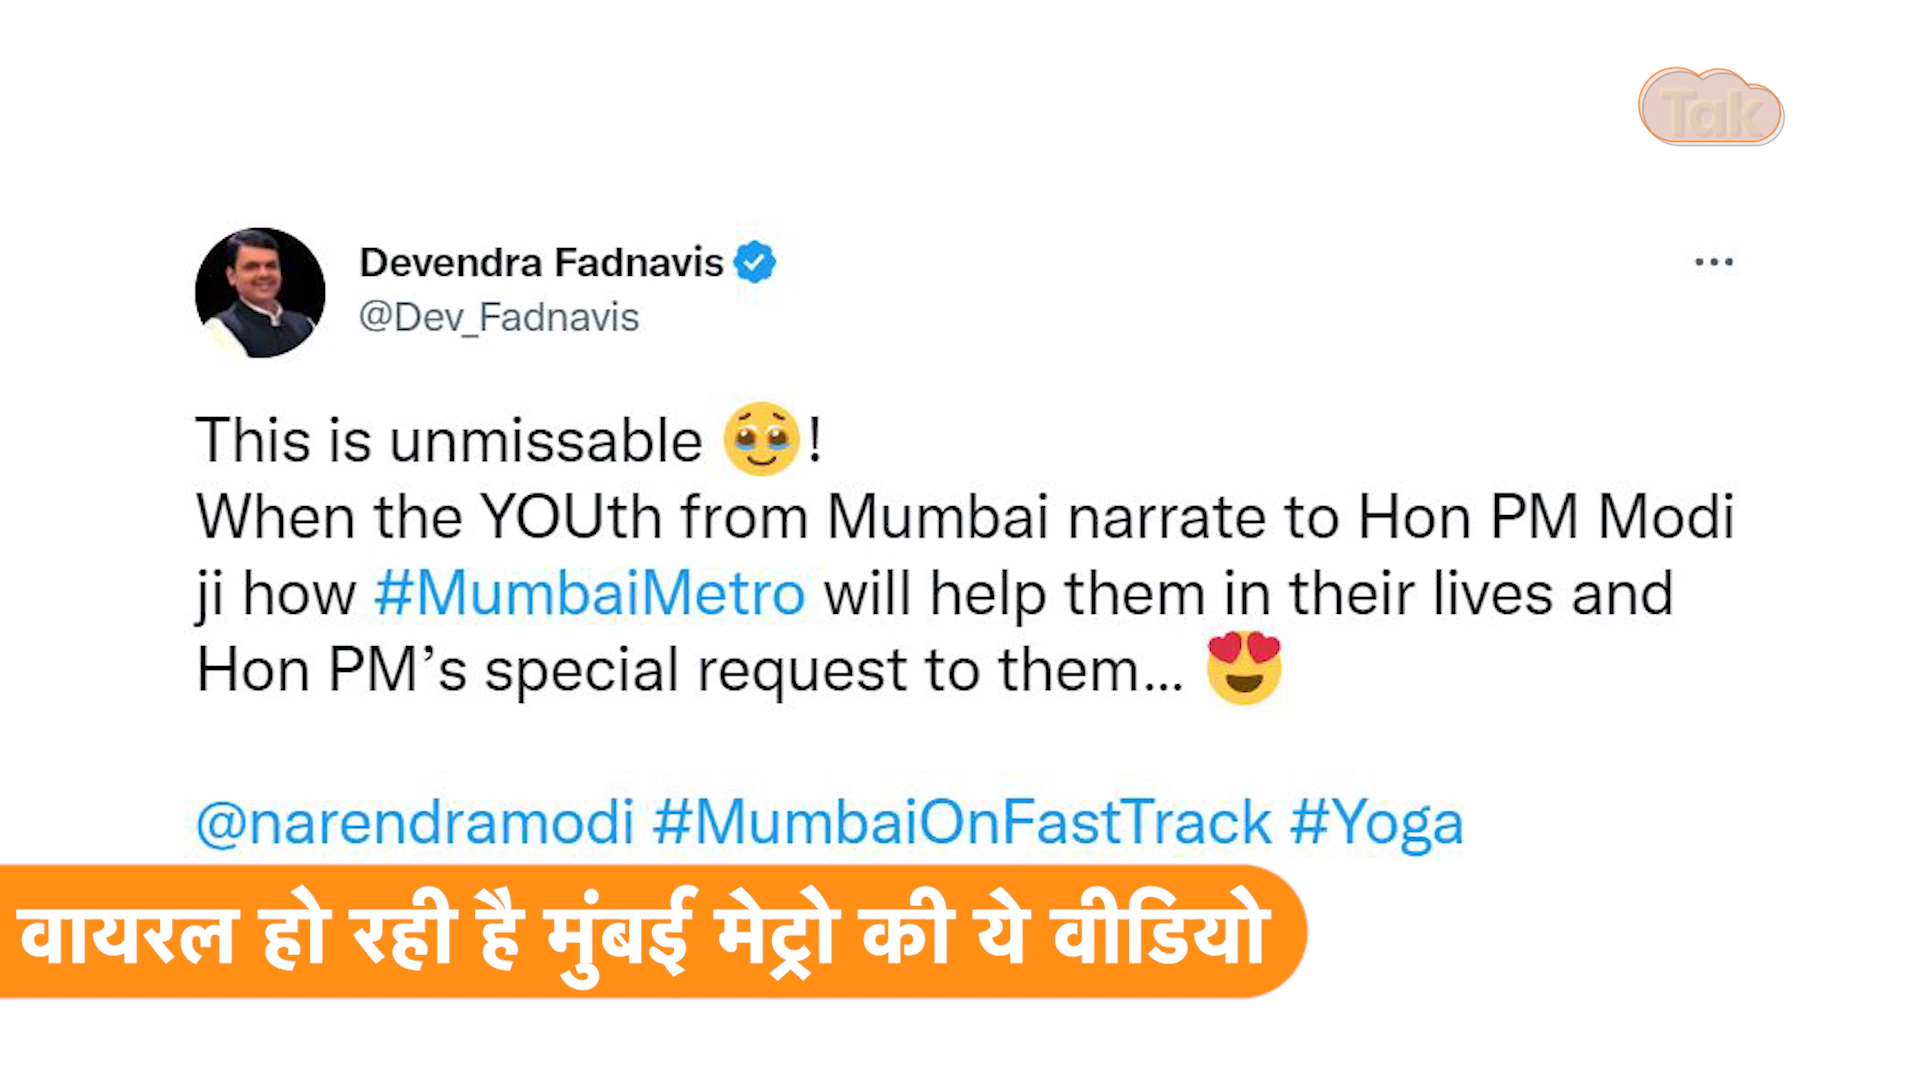 Tak
Devendra Fadnavis
@Dev_Fadnavis
This is unmissable 🥹!
When the YOUth from Mumbai narrate to Hon PM Modi
ji how #MumbaiMetro will help them in their lives and
Hon PM’s special request to them... 😍
@narendramodi #MumbaiOnFastTrack #Yoga
वायरल हो रही है मुंबई मेट्रो की ये वीडियो